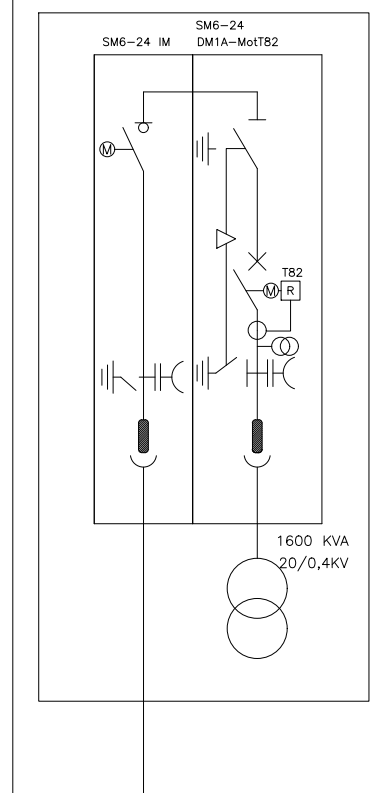 SM6-24 IM
SM6-24
DM1A-MotT82
M
T82
M
R
1600 KVA
20/0,4KV